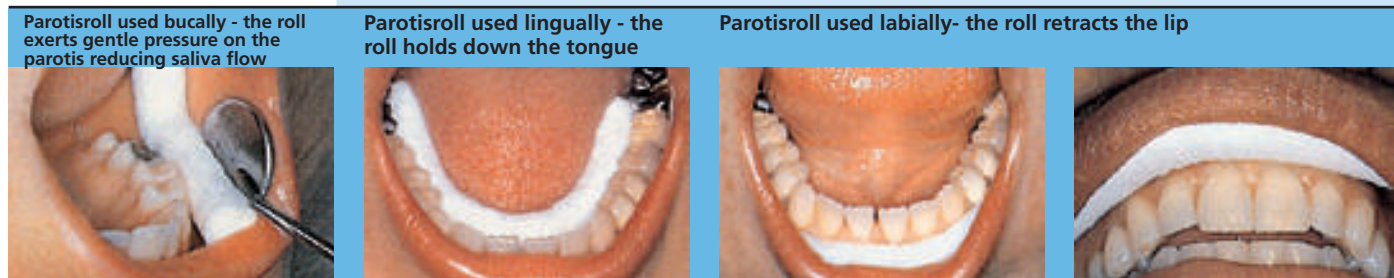 Parotisroll used bucally - the roll
exerts gentle pressure on the
parotis reducing saliva flow
Parotisroll used lingually - the
roll holds down the tongue
Parotisroll used labially- the roll retracts the lip